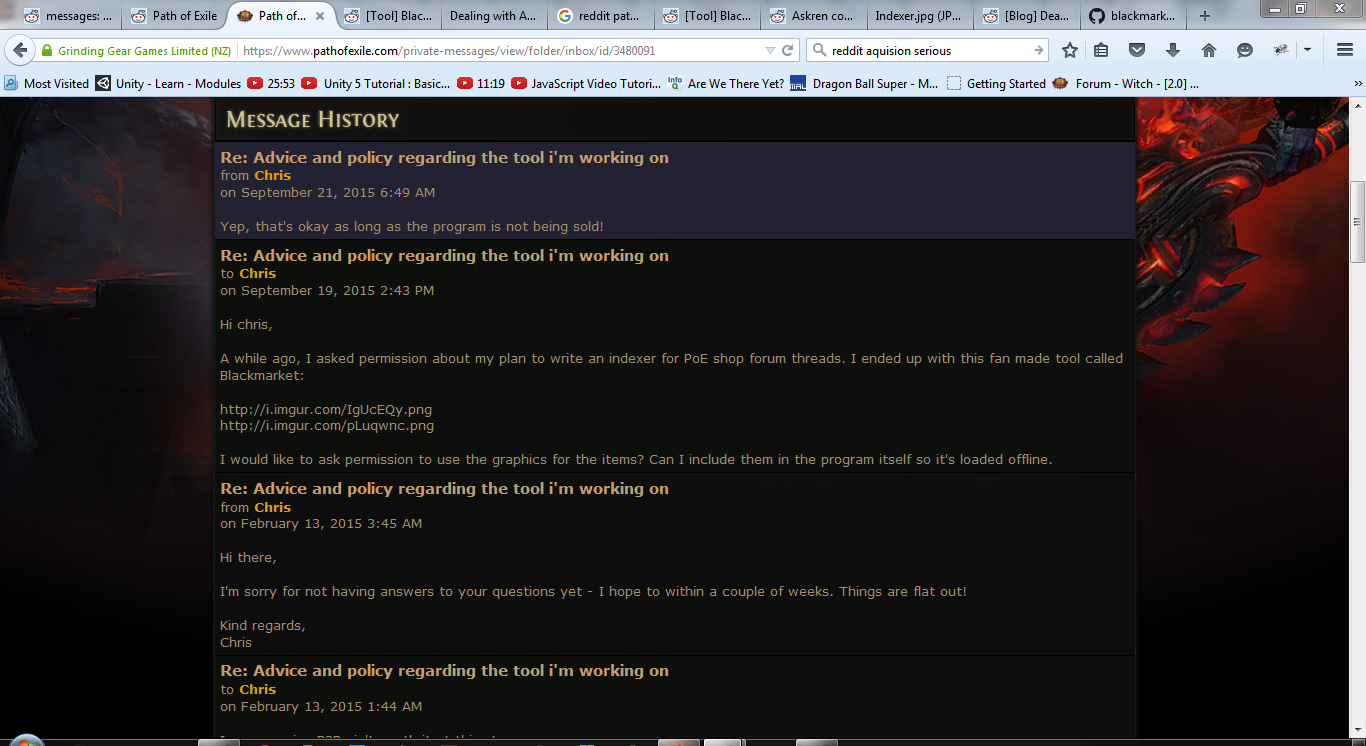 messages: ...
Path of Exile
Path of...
[Tool] Blac...
Dealing with A...
reddit pat...
[Tool] Blac...
Askren co...
Indexer.jpg (JP...
[Blog] Dea...
blackmark...
Grinding Gear Games Limited (NZ)
https://www.pathofexile.com/private-messages/view/folder/inbox/id/3480091
reddit aquision serious
Most Visited
Unity - Learn - Modules
25:53
Unity 5 Tutorial : Basic...
11:19
JavaScript Video Tutori...
Are We There Yet?
Dragon Ball Super - M...
Getting Started
Forum - Witch - [2.0] ...
Message History
Re: Advice and policy regarding the tool i'm working on
from Chris
on September 21, 2015 6:49 AM
Yep, that's okay as long as the program is not being sold!
Re: Advice and policy regarding the tool i'm working on
to Chris
on September 19, 2015 2:43 PM
Hi chris,
A while ago, I asked permission about my plan to write an indexer for PoE shop forum threads. I ended up with this fan made tool called
Blackmarket:
http://i.imgur.com/IgUcEQy.png
http://i.imgur.com/pLuqwnc.png
I would like to ask permission to use the graphics for the items? Can I include them in the program itself so it's loaded offline.
Re: Advice and policy regarding the tool i'm working on
from Chris
on February 13, 2015 3:45 AM
Hi there,
I'm sorry for not having answers to your questions yet - I hope to within a couple of weeks. Things are flat out!
Kind regards,
Chris
Re: Advice and policy regarding the tool i'm working on
to Chris
on February 13, 2015 1:44 AM